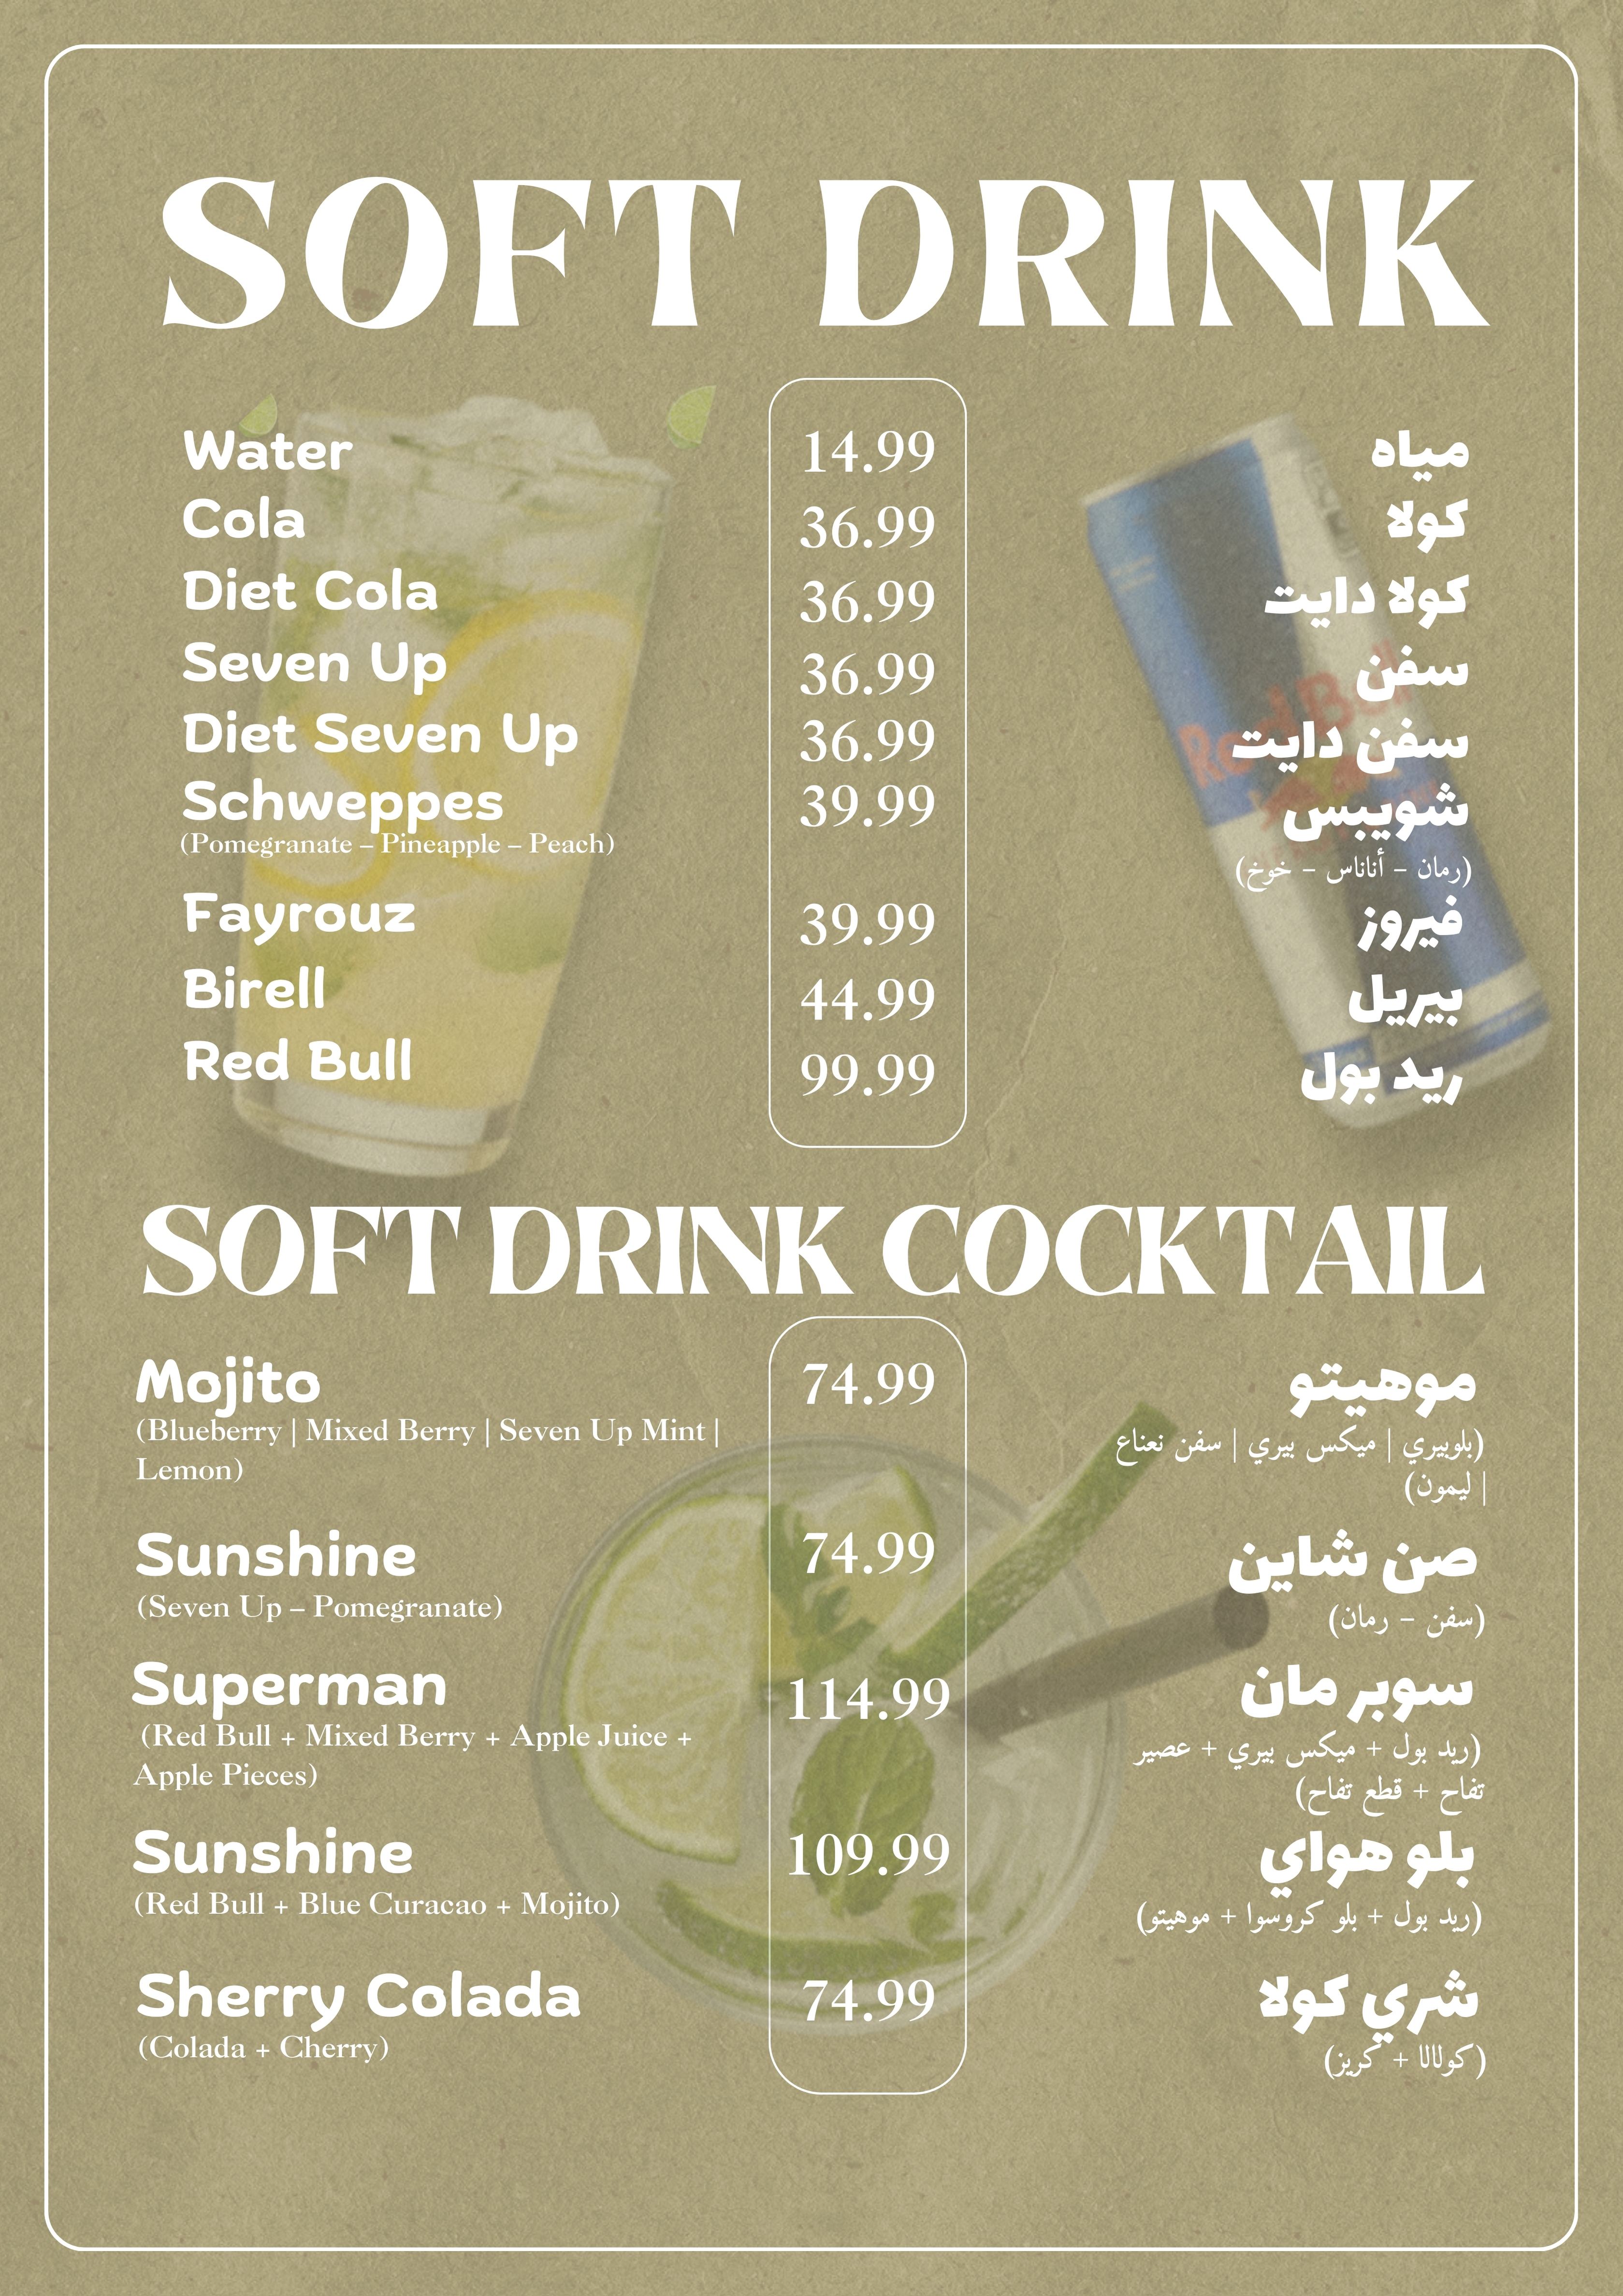 SOFT DRINK
Water 14.99 مياه
Cola 36.99 كولا
Diet Cola 36.99 كولا دايت
Seven Up 36.99 سفن
Diet Seven Up 36.99 سفن دايت
Schweppes 39.99 شويبس
(Pomegranate – Pineapple – Peach) (رمان – أناناس – خوخ)
Fayrouz 39.99 فيروز
Birell 44.99 بيريل
Red Bull 99.99 ريد بول
Red Bull
SOFT DRINK COCKTAIL
Mojito 74.99 موهيتو
(Blueberry | Mixed Berry | Seven Up Mint | (بلوبيري | ميكس بيري | سفن نعناع
Lemon) | ليمون)
Sunshine 74.99 صن شاين
(Seven Up – Pomegranate) (سفن – رمان)
Superman 114.99 سوبر مان
(Red Bull + Mixed Berry + Apple Juice + (ريد بول + ميكس بيري + عصير
Apple Pieces) تفاح + قطع تفاح)
Sunshine 109.99 بلو هواي
(Red Bull + Blue Curacao + Mojito) (ريد بول + بلو كروسوا + موهيتو)
Sherry Colada 74.99 شري كولا
(Colada + Cherry) (كولالا + كريز)